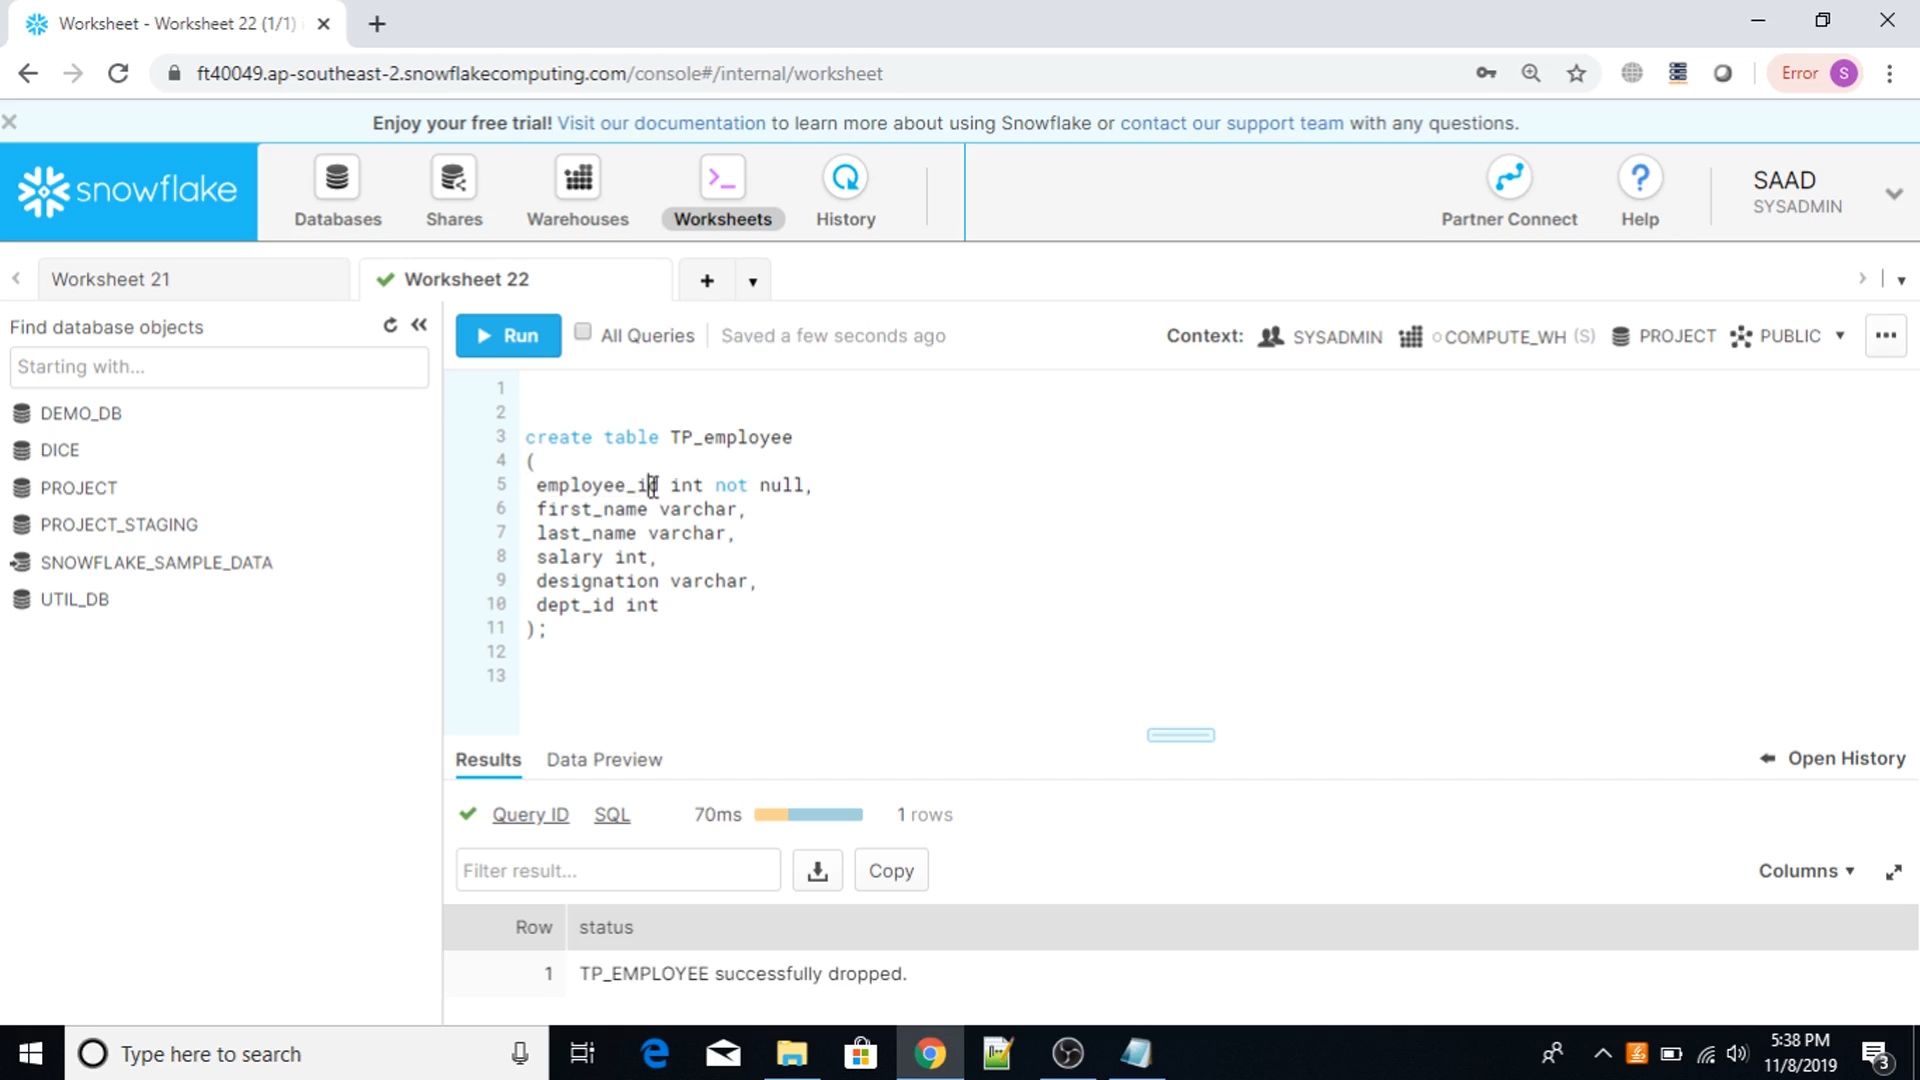 Worksheet - Worksheet 22 (1/1)
ft40049.ap-southeast-2.snowflakecomputing.com/console#/internal/worksheet
Error S
Enjoy your free trial! Visit our documentation to learn more about using Snowflake or contact our support team with any questions.
snowflake
Databases
Shares
Warehouses
Worksheets
History
Partner Connect
Help
SAAD
SYSADMIN
Worksheet 21
Worksheet 22
Find database objects
Starting with...
DEMO_DB
DICE
PROJECT
PROJECT_STAGING
SNOWFLAKE_SAMPLE_DATA
UTIL_DB
Run
All Queries
Saved a few seconds ago
Context: SYSADMIN COMPUTE_WH (S) PROJECT PUBLIC
1
2
3 create table TP_employee
4 (
5 employee_id int not null,
6 first_name varchar,
7 last_name varchar,
8 salary int,
9 designation varchar,
10 dept_id int
11 );
12
13
Results
Data Preview
Open History
Query ID SQL 70ms 1 rows
Filter result...
Copy
Columns
Row status
1 TP_EMPLOYEE successfully dropped.
Type here to search
5:38 PM
11/8/2019
3